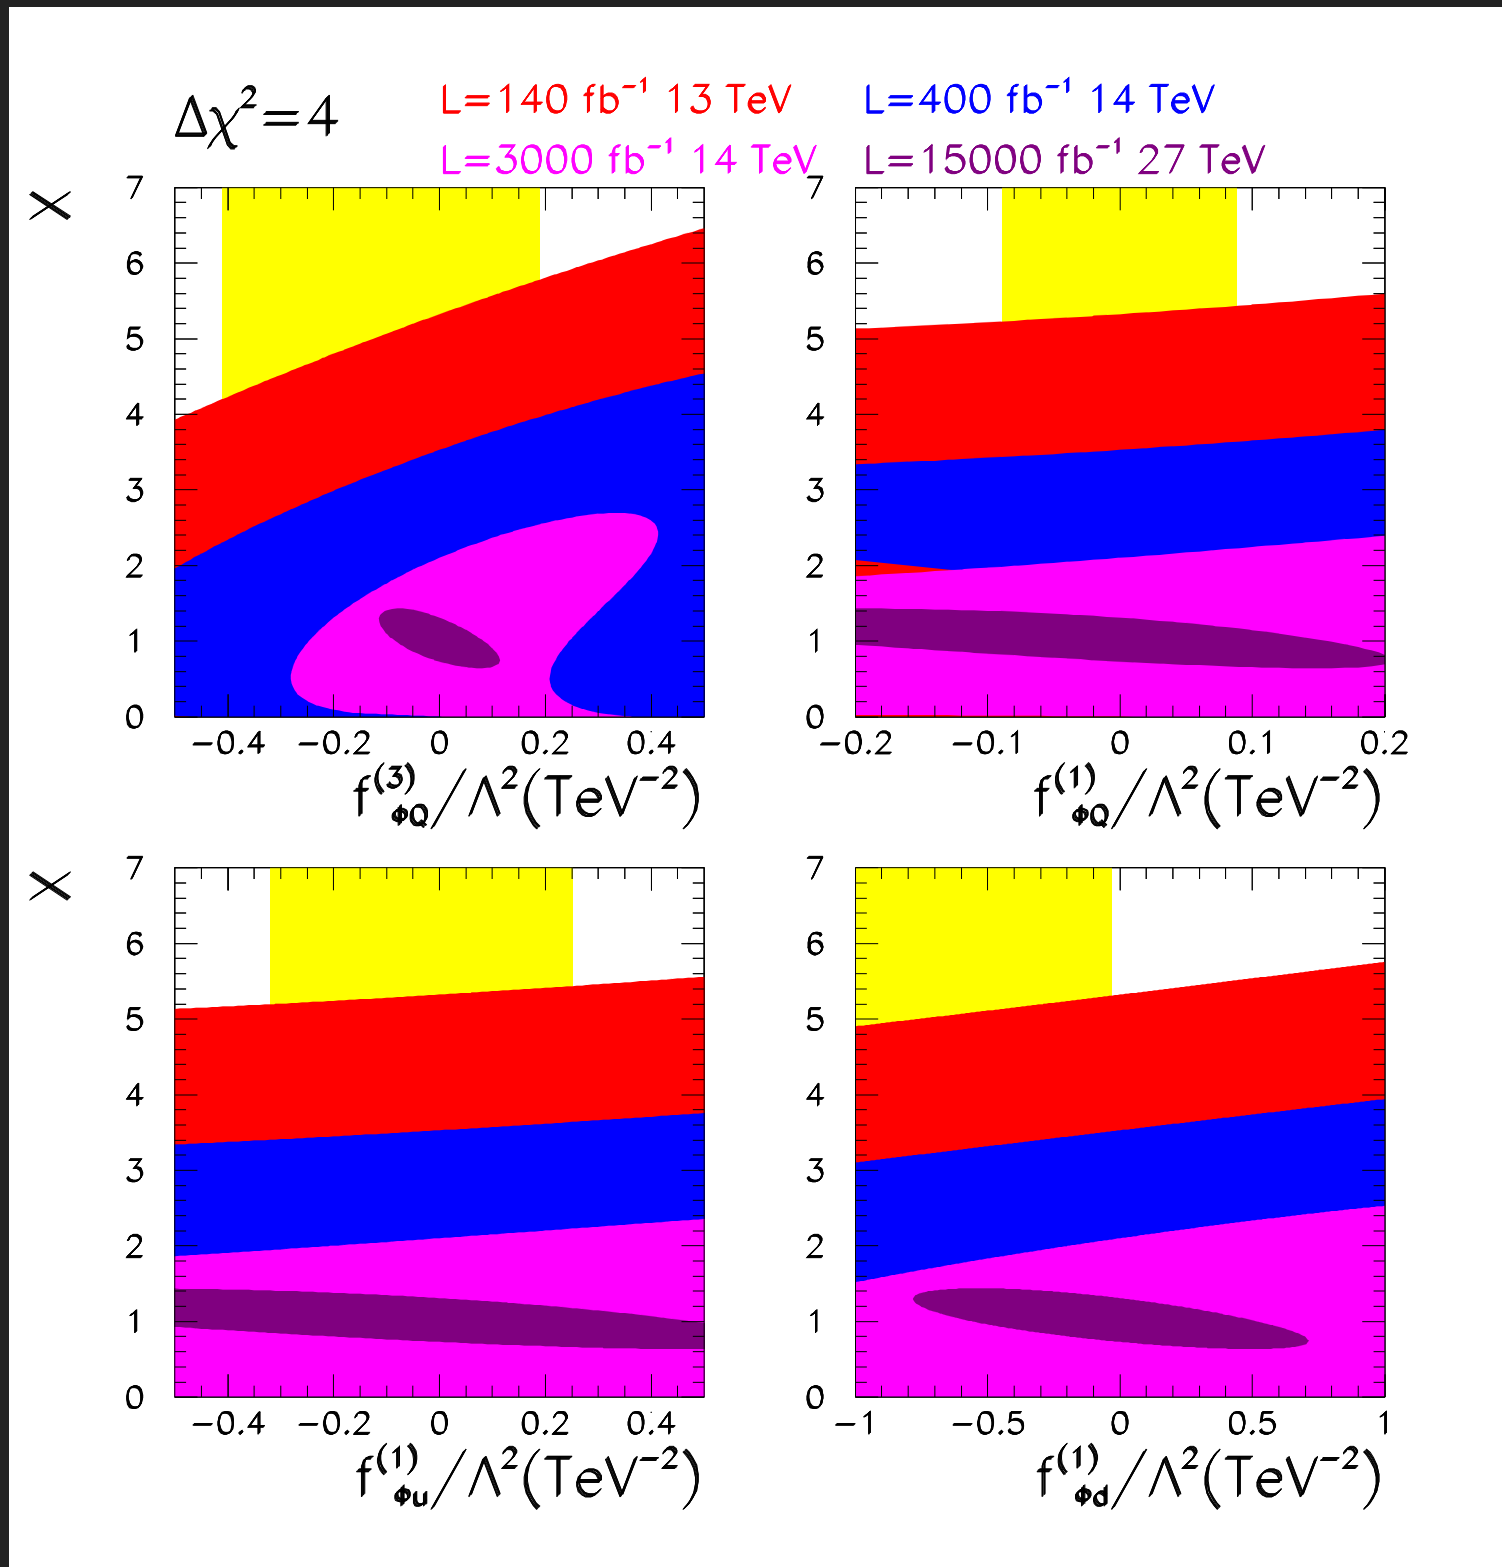 Δχ²=4 L=140 fb⁻¹ 13 TeV L=400 fb⁻¹ 14 TeV
L=3000 fb⁻¹ 14 TeV L=15000 fb⁻¹ 27 TeV
X
7
6
5
4
3
2
1
0
−0.4 −0.2 0 0.2 0.4
f⁽³⁾_ΦQ/Λ²(TeV⁻²)
7
6
5
4
3
2
1
0
−0.2 −0.1 0 0.1 0.2
f⁽¹⁾_ΦQ/Λ²(TeV⁻²)
X
7
6
5
4
3
2
1
0
−0.4 −0.2 0 0.2 0.4
f⁽¹⁾_Φu/Λ²(TeV⁻²)
7
6
5
4
3
2
1
0
−1 −0.5 0 0.5 1
f⁽¹⁾_Φd/Λ²(TeV⁻²)